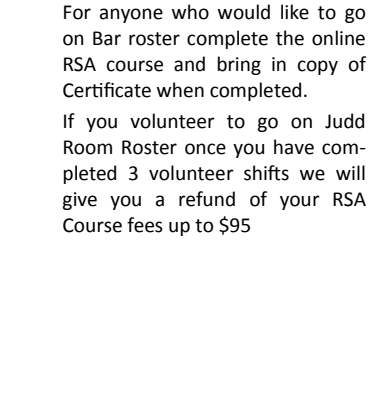 For anyone who would like to go
on Bar roster complete the online
RSA course and bring in copy of
Certificate when completed.
If you volunteer to go on Judd
Room Roster once you have com-
pleted 3 volunteer shifts we will
give you a refund of your RSA
Course fees up to $95